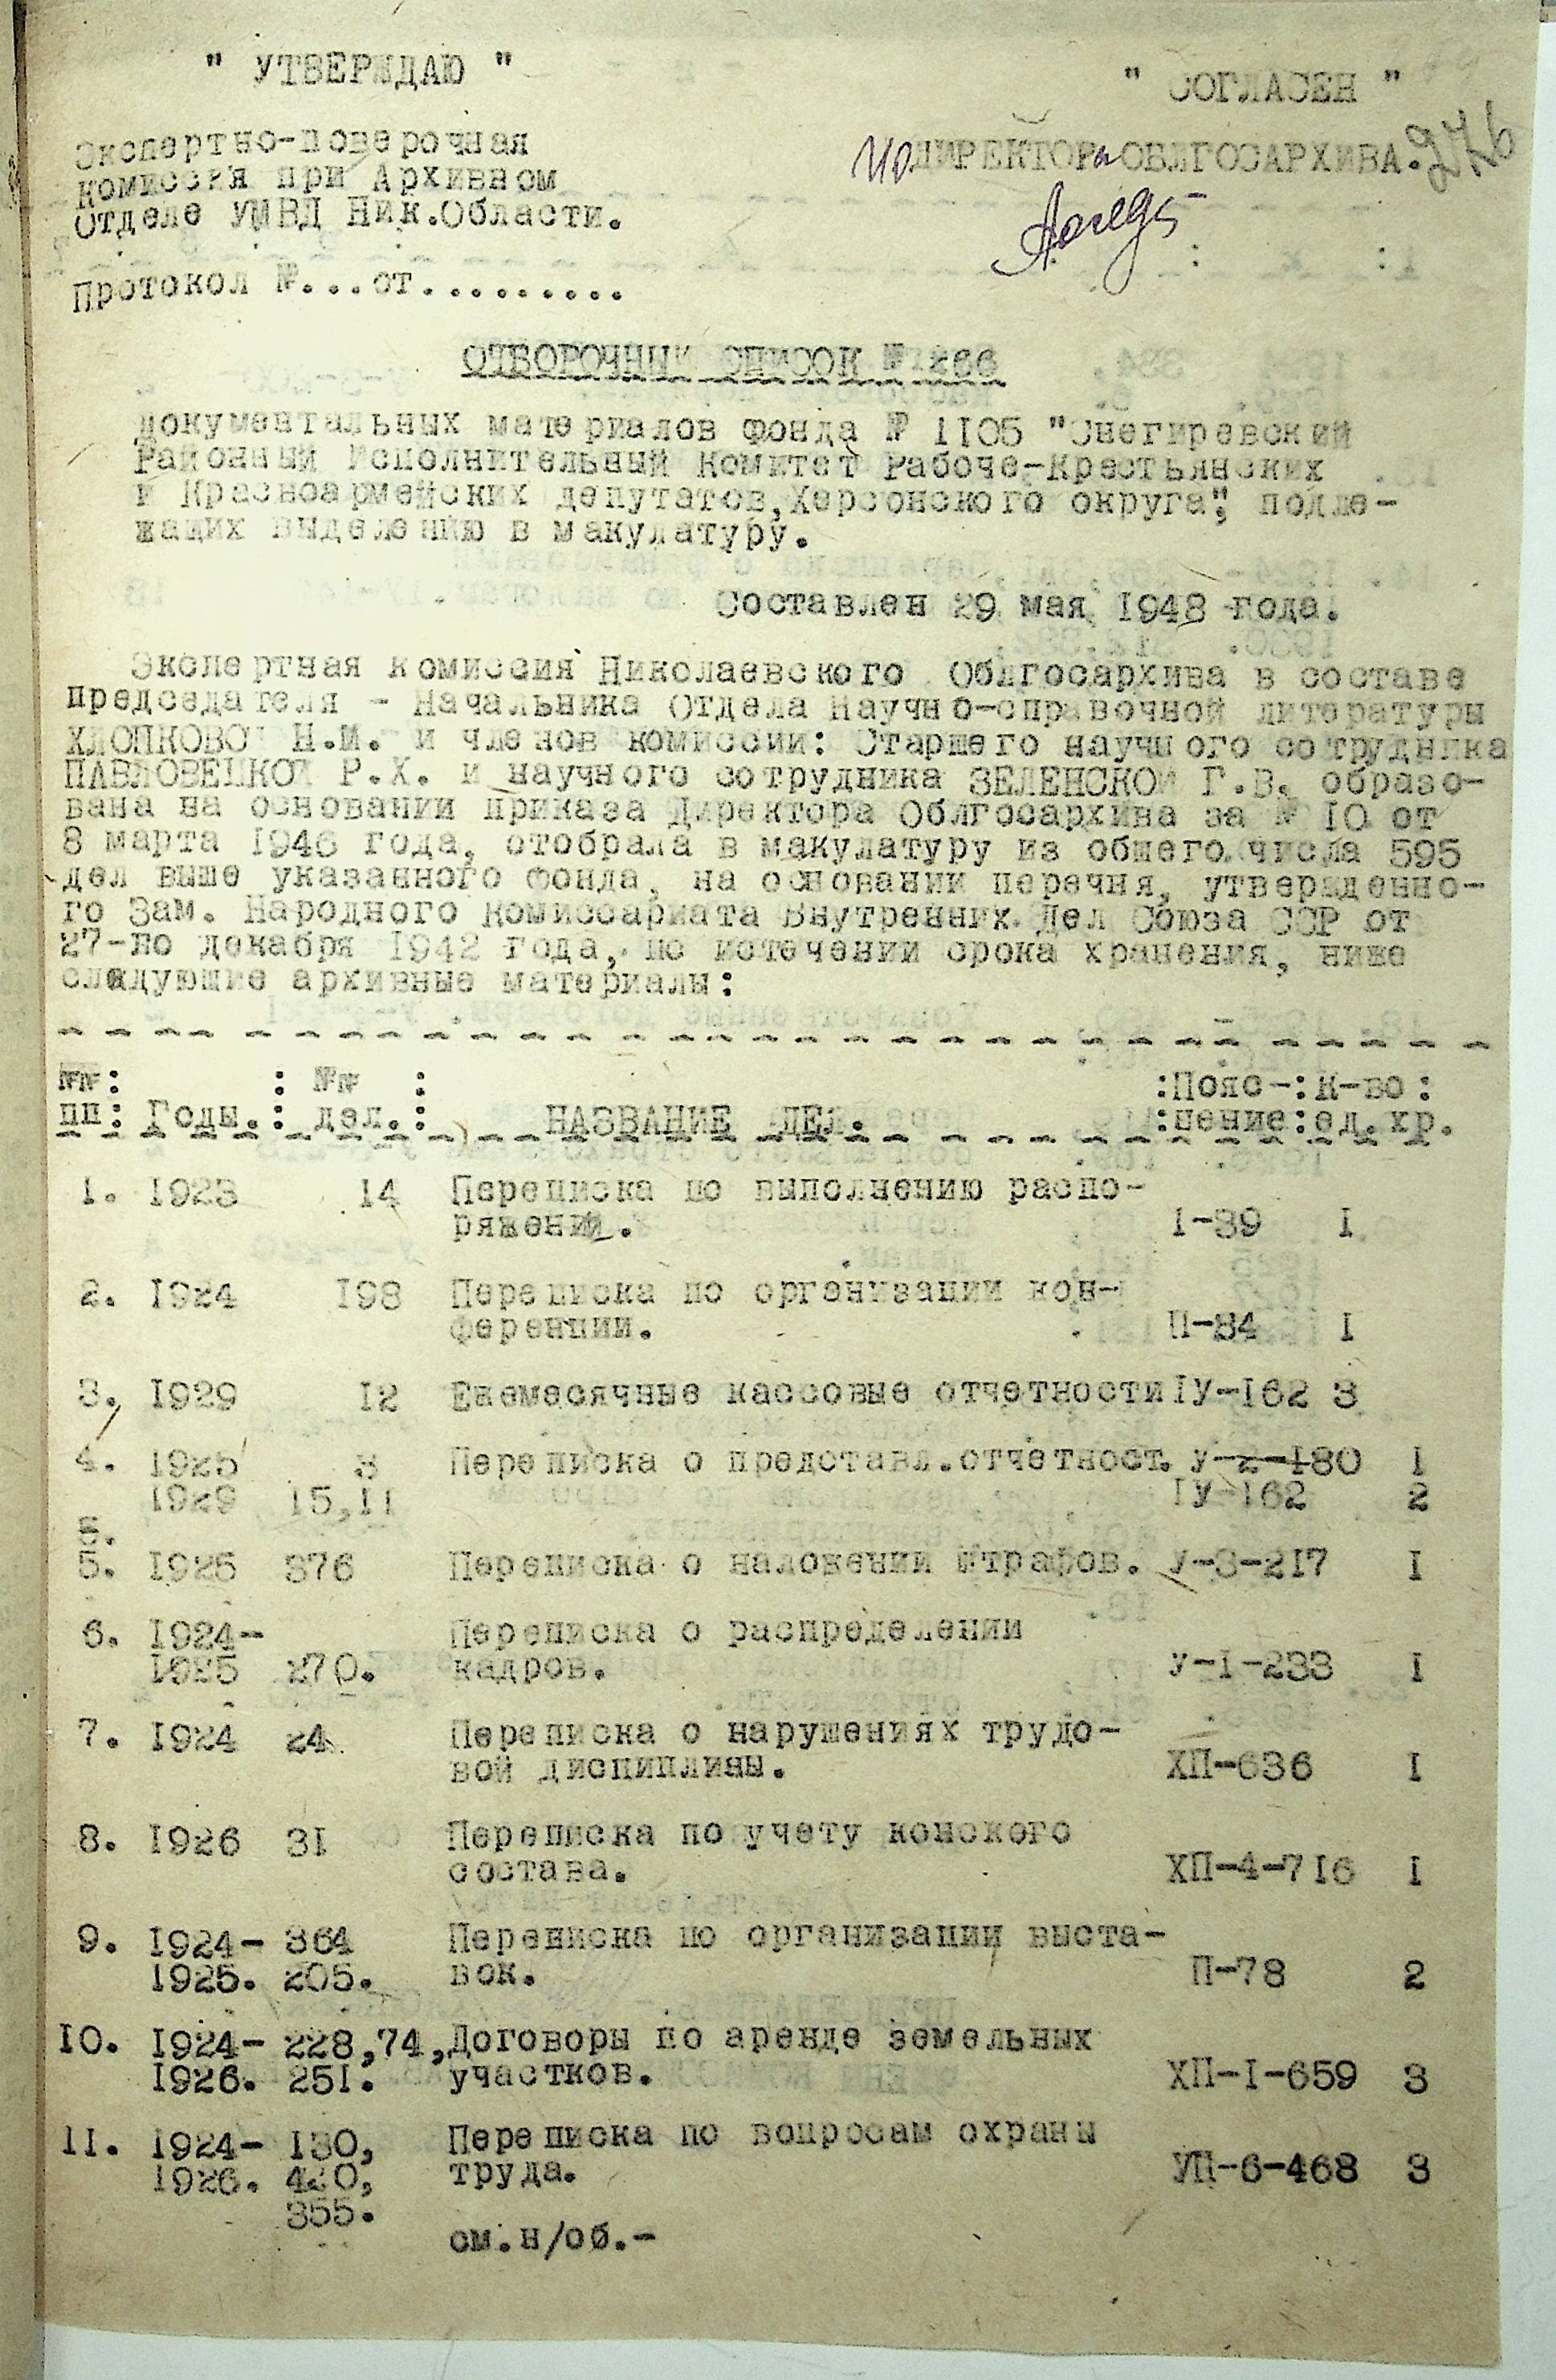 " УТВЕРЖДАЮ "
" СОГЛАСЕН "
Экспертно-поверочная
комиссия при Архивном
Отделе УМВД Ник.Области.
Протокол №...от..........
ИО ДИРЕКТОРа ОБЛГОСАРХИВА.
276
ОТБОРОЧНЫЙ СПИСОК № 266
документальных материалов фонда № 1105 "Снегиревский
Районный Исполнительный Комитет Рабоче-Крестьянских
и Красноармейских депутатов, Херсонского округа", подле-
жащих выделению в макулатуру.
Составлен 29 мая 1948 года.
Экспертная комиссия Николаевского Облгосархива в составе
председателя - Начальника Отдела Научно-справочной литературы
ХЛОПКОВОЙ Н.М. и членов комиссии: Старшего научного сотрудника
ПАВЛОВЕЦКОЙ Р.Х. и научного сотрудника ЗЕЛЕНСКОЙ Г.В. образо-
вана на основании приказа Директора Облгосархива за № 10 от
8 марта 1946 года, отобрала в макулатуру из общего числа 595
дел выше указанного фонда, на основании перечня, утвержденно-
го Зам. Народного Комиссариата Внутренних Дел Союза ССР от
27-го декабря 1942 года, по истечении срока хранения, ниже
следующие архивные материалы:
№№: : №№ : :Пояс-:К-во:
пп: Годы.: дел.: НАЗВАНИЕ ДЕЛ. :нение:ед.хр.
1. 1923 14 Переписка по выполнению распо-
ряжений. I-39 I
2. 1924 198 Переписка по организации кон-
ференции. П-84 I
3. 1929 12 Ежемесячные кассовые отчетности IУ-162 3
4. 1925 3 Переписка о представл.отчетност. У-2-180 1
1929 15,11 IУ-162 2
5.
5. 1925 376 Переписка о наложении штрафов. У-3-217 I
6. 1924- Переписка о распределении
1925 270. кадров. У-I-233 I
7. 1924 24 Переписка о нарушениях трудо-
вой дисциплины. ХП-636 I
8. 1926 31 Переписка по учету конского
состава. ХП-4-716 I
9. 1924- 364 Переписка по организации выста-
1925. 205. вок. П-78 2
10. 1924- 228,74, Договоры по аренде земельных
1926. 251. участков. ХП-I-659 3
11. 1924- 130, Переписка по вопросам охраны
1926. 420, труда. УП-6-468 3
355.
см.н/об.-